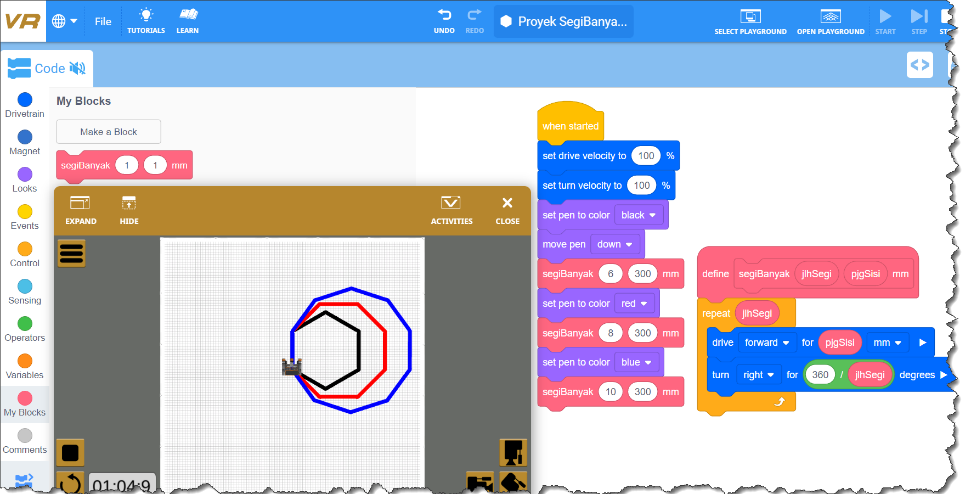 VR
File
TUTORIALS
LEARN
UNDO
REDO
Proyek SegiBanya...
SELECT PLAYGROUND
OPEN PLAYGROUND
START
STEP
Code
<>
Drivetrain
Magnet
Looks
Events
Control
Sensing
Operators
Variables
My Blocks
Comments
My Blocks
Make a Block
segiBanyak 1 1 mm
EXPAND
HIDE
ACTIVITIES
CLOSE
01:04:9
when started
set drive velocity to 100 %
set turn velocity to 100 %
set pen to color black
move pen down
segiBanyak 6 300 mm
set pen to color red
segiBanyak 8 300 mm
set pen to color blue
segiBanyak 10 300 mm
define segiBanyak jlhSegi pjgSisi mm
repeat jlhSegi
drive forward for pjgSisi mm
turn right for 360 / jlhSegi degrees